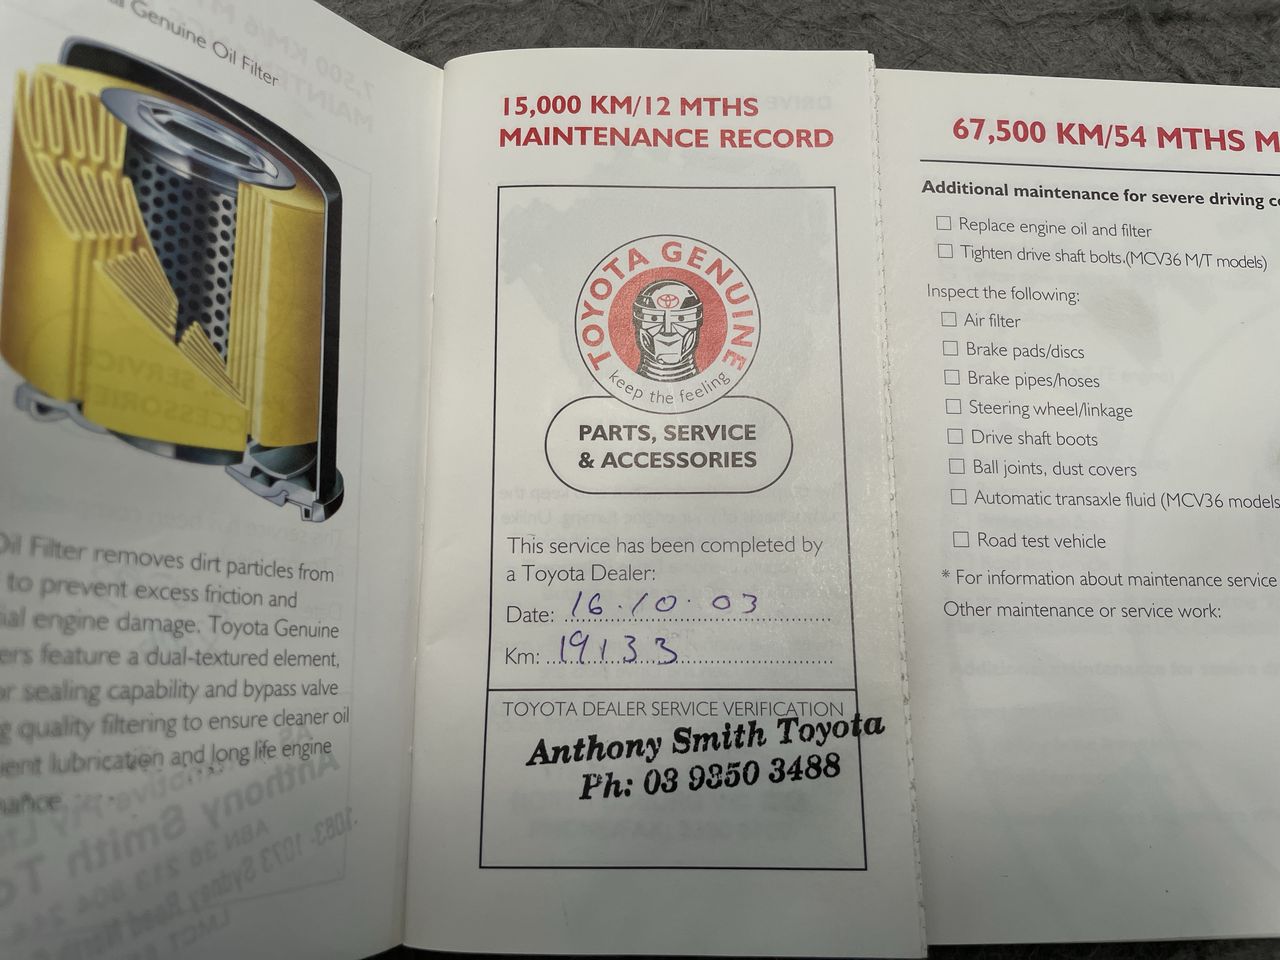 Genuine Oil Filter
Oil Filter removes dirt particles from
to prevent excess friction and
engine damage. Toyota Genuine
feature a dual-textured element,
sealing capability and bypass valve
quality filtering to ensure cleaner oil
lubrication and long life engine
15,000 KM/12 MTHS
MAINTENANCE RECORD
TOYOTA GENUINE
keep the feeling
PARTS, SERVICE
& ACCESSORIES
This service has been completed by
a Toyota Dealer:
Date: 16.10.03
Km: 19133
TOYOTA DEALER SERVICE VERIFICATION
Anthony Smith Toyota
Ph: 03 9350 3488
67,500 KM/54 MTHS M
Additional maintenance for severe driving
☐ Replace engine oil and filter
☐ Tighten drive shaft bolts.(MCV36 M/T models)
Inspect the following:
☐ Air filter
☐ Brake pads/discs
☐ Brake pipes/hoses
☐ Steering wheel/linkage
☐ Drive shaft boots
☐ Ball joints, dust covers
☐ Automatic transaxle fluid (MCV36 models
☐ Road test vehicle
* For information about maintenance service
Other maintenance or service work: